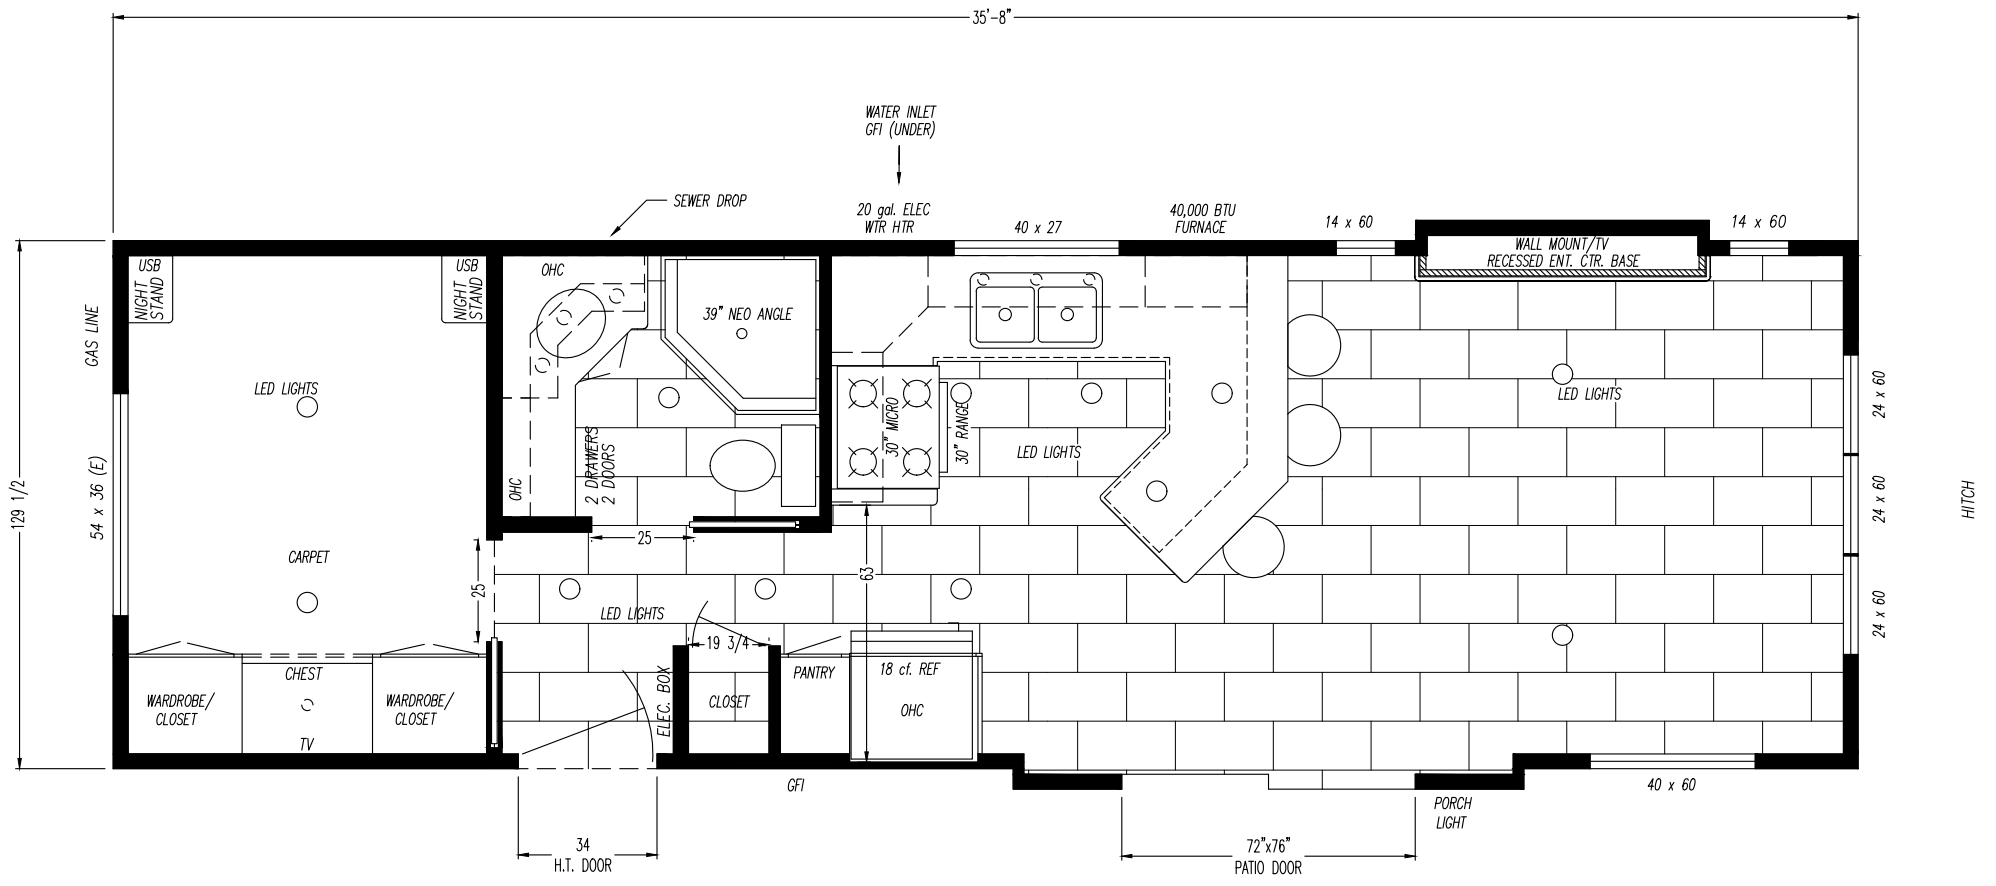 35'-8"
WATER INLET
GFI (UNDER)
SEWER DROP
20 gal. ELEC
WTR HTR
40 x 27
40,000 BTU
FURNACE
14 x 60
14 x 60
WALL MOUNT/TV
RECESSED ENT. CTR. BASE
USB
NIGHT
STAND
USB
NIGHT
STAND
OHC
39" NEO ANGLE
GAS LINE
LED LIGHTS
LED LIGHTS
24 x 60
30" MICRO
30" RANGE
LED LIGHTS
2 DRAWERS
2 DOORS
OHC
54 x 36 (E)
129 1/2
24 x 60
HITCH
25
CARPET
25
63
LED LIGHTS
24 x 60
19 3/4
CHEST
PANTRY
18 cf. REF
WARDROBE/
CLOSET
WARDROBE/
CLOSET
ELEC. BOX
CLOSET
OHC
TV
GFI
40 x 60
PORCH
LIGHT
34
H.T. DOOR
72"x76"
PATIO DOOR